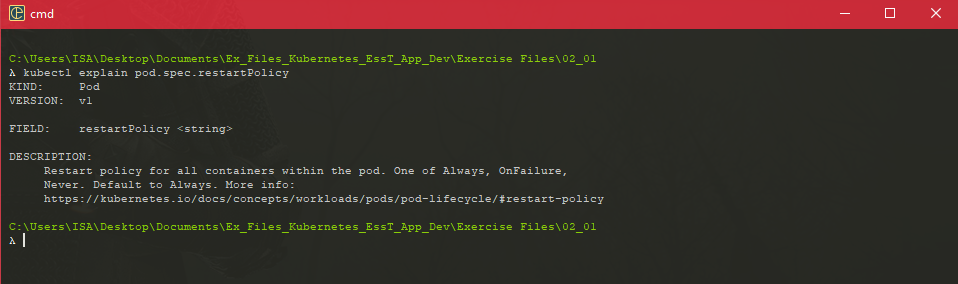 cmd
C:\Users\ISA\Desktop\Documents\Ex_Files_Kubernetes_EssT_App_Dev\Exercise Files\02_01
λ kubectl explain pod.spec.restartPolicy
KIND:     Pod
VERSION:  v1
FIELD:    restartPolicy <string>
DESCRIPTION:
     Restart policy for all containers within the pod. One of Always, OnFailure,
     Never. Default to Always. More info:
     https://kubernetes.io/docs/concepts/workloads/pods/pod-lifecycle/#restart-policy
C:\Users\ISA\Desktop\Documents\Ex_Files_Kubernetes_EssT_App_Dev\Exercise Files\02_01
λ